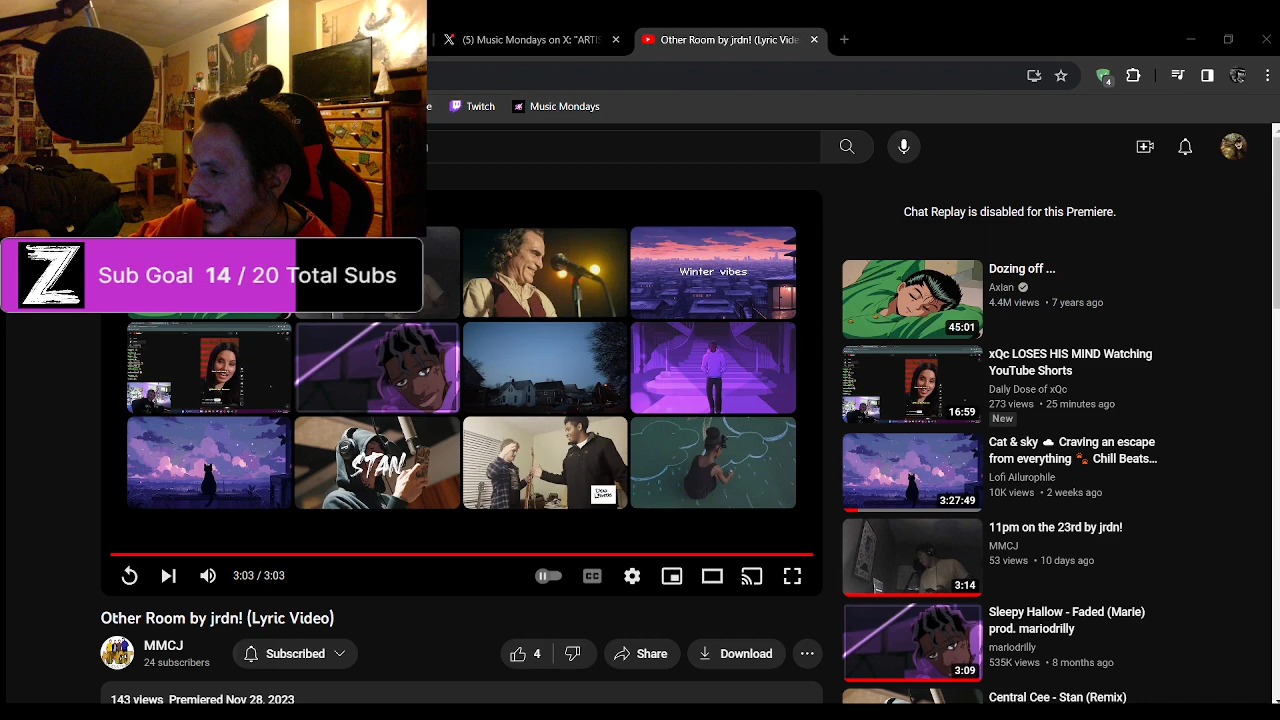 (5) Music Mondays on X: "ARTIS
Other Room by jrdn! (Lyric Vide
4
Twitch
Music Mondays
Z
Sub Goal 14 / 20 Total Subs
Winter vibes
STAN
3:03 / 3:03
CC
Other Room by jrdn! (Lyric Video)
MMCJ
24 subscribers
Subscribed
4
Share
Download
143 views Premiered Nov 28, 2023
Chat Replay is disabled for this Premiere.
45:01
Dozing off ...
Axlan
4.4M views • 7 years ago
16:59
xQc LOSES HIS MIND Watching
YouTube Shorts
Daily Dose of xQc
273 views • 25 minutes ago
New
3:27:49
Cat & sky ☁️ Craving an escape
from everything 🐾 Chill Beats...
Lofi Ailurophile
10K views • 2 weeks ago
3:14
11pm on the 23rd by jrdn!
MMCJ
53 views • 10 days ago
3:09
Sleepy Hallow - Faded (Marie)
prod. mariodrilly
mariodrilly
535K views • 8 months ago
Central Cee - Stan (Remix)